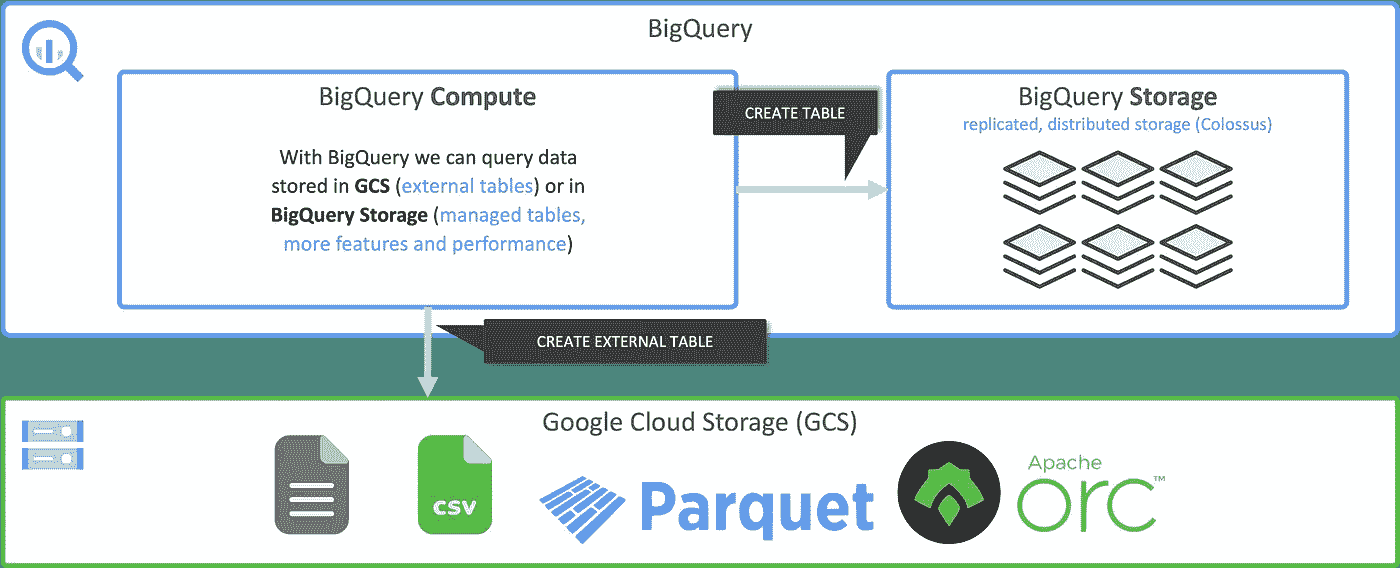 BigQuery
BigQuery Compute
With BigQuery we can query data
stored in GCS (external tables) or in
BigQuery Storage (managed tables,
more features and performance)
CREATE TABLE
BigQuery Storage
replicated, distributed storage (Colossus)
CREATE EXTERNAL TABLE
Google Cloud Storage (GCS)
CSV
Parquet
Apache
orc™